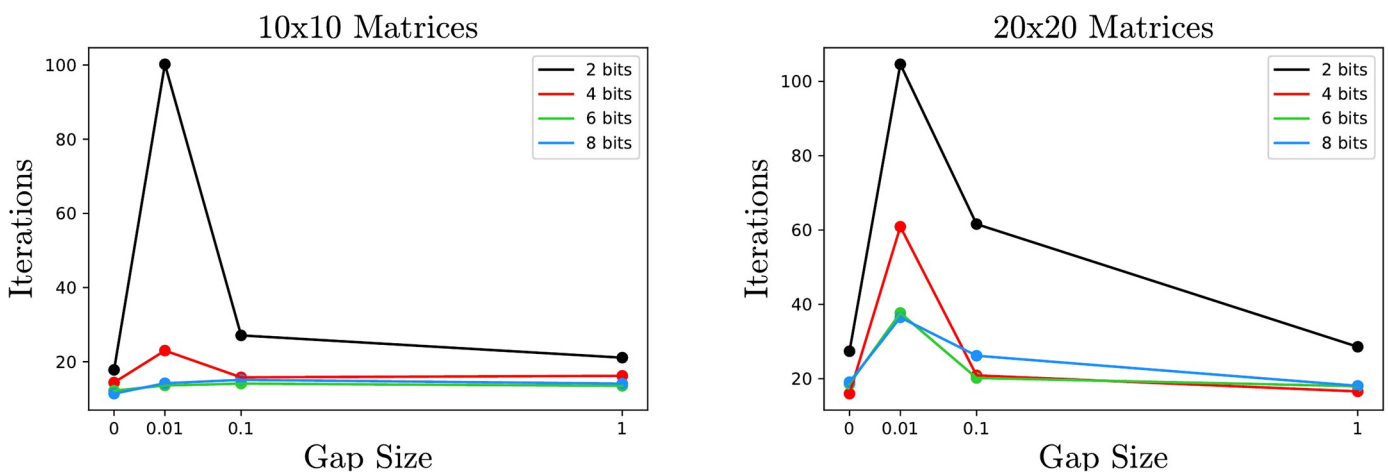 10x10 Matrices
100
80
60
40
20
Iterations
0
0.01
0.1
1
Gap Size
2 bits
4 bits
6 bits
8 bits
20x20 Matrices
100
80
60
40
20
Iterations
0
0.01
0.1
1
Gap Size
2 bits
4 bits
6 bits
8 bits